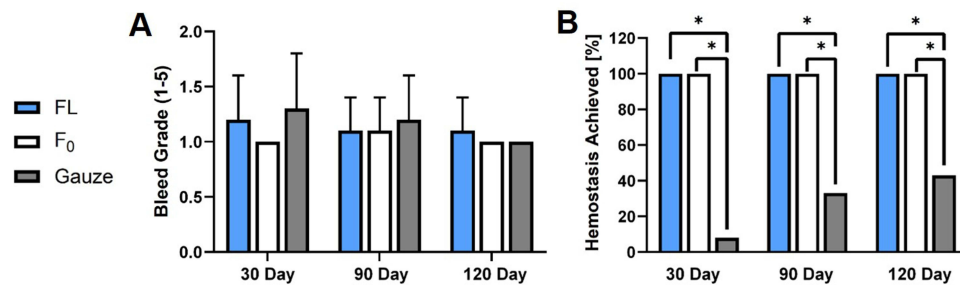 FL
F₀
Gauze
A
Bleed Grade (1-5)
2.0
1.5
1.0
0.5
0.0
30 Day
90 Day
120 Day
B
Hemostasis Achieved [%]
120
100
80
60
40
20
0
* * *
* * *
30 Day
90 Day
120 Day